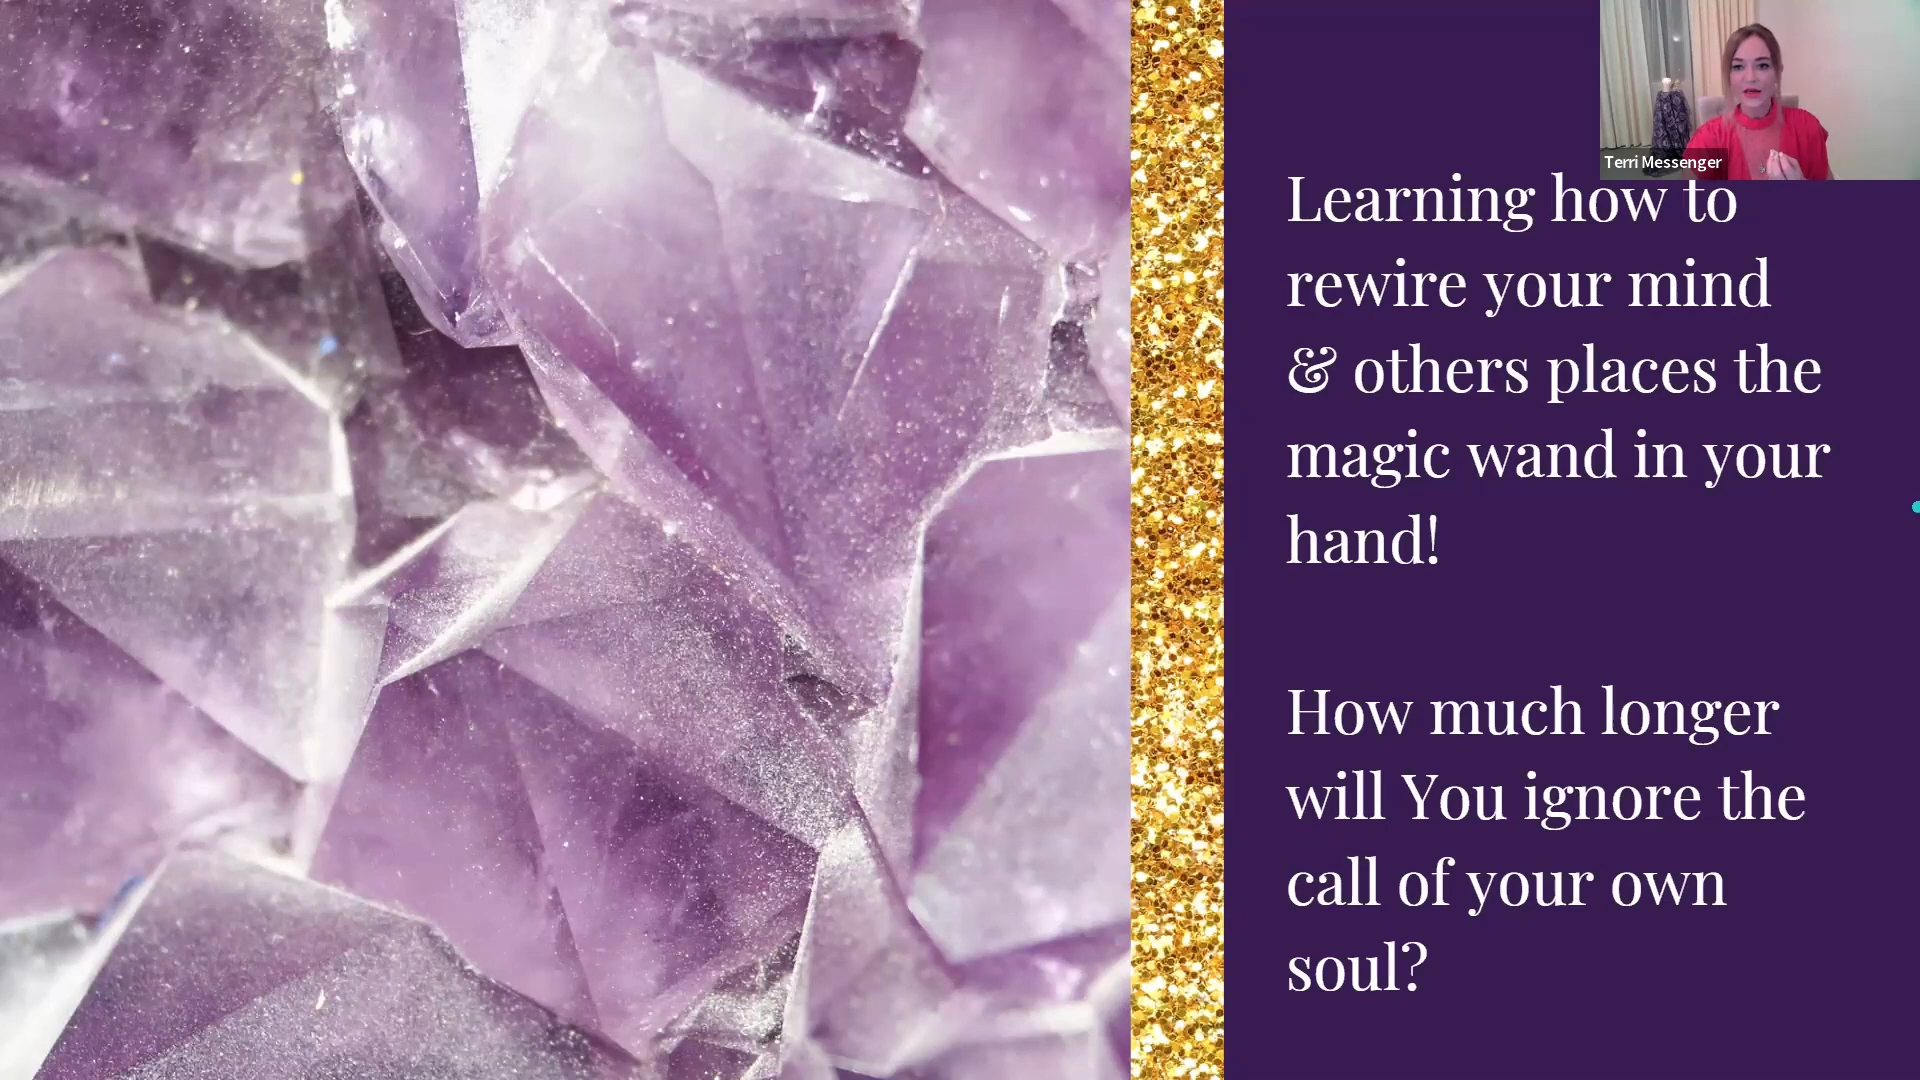 Terri Messenger
Learning how to
rewire your mind
& others places the
magic wand in your
hand!
How much longer
will You ignore the
call of your own
soul?